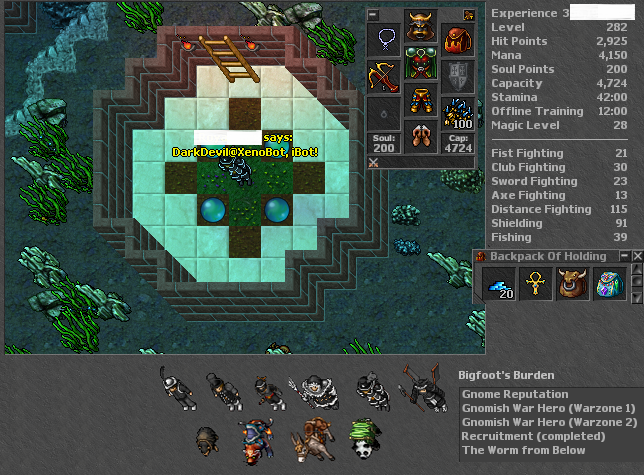 says:
DarkDevil@XenoBot, iBot!
100
Soul:
200
Cap:
4724
Experience 3
Level 282
Hit Points 2,925
Mana 4,150
Soul Points 200
Capacity 4,724
Stamina 42:00
Offline Training 12:00
Magic Level 28
Fist Fighting 21
Club Fighting 30
Sword Fighting 23
Axe Fighting 13
Distance Fighting 115
Shielding 91
Fishing 39
Backpack Of Holding
20
Bigfoot's Burden
Gnome Reputation
Gnomish War Hero (Warzone 1)
Gnomish War Hero (Warzone 2)
Recruitment (completed)
The Worm from Below